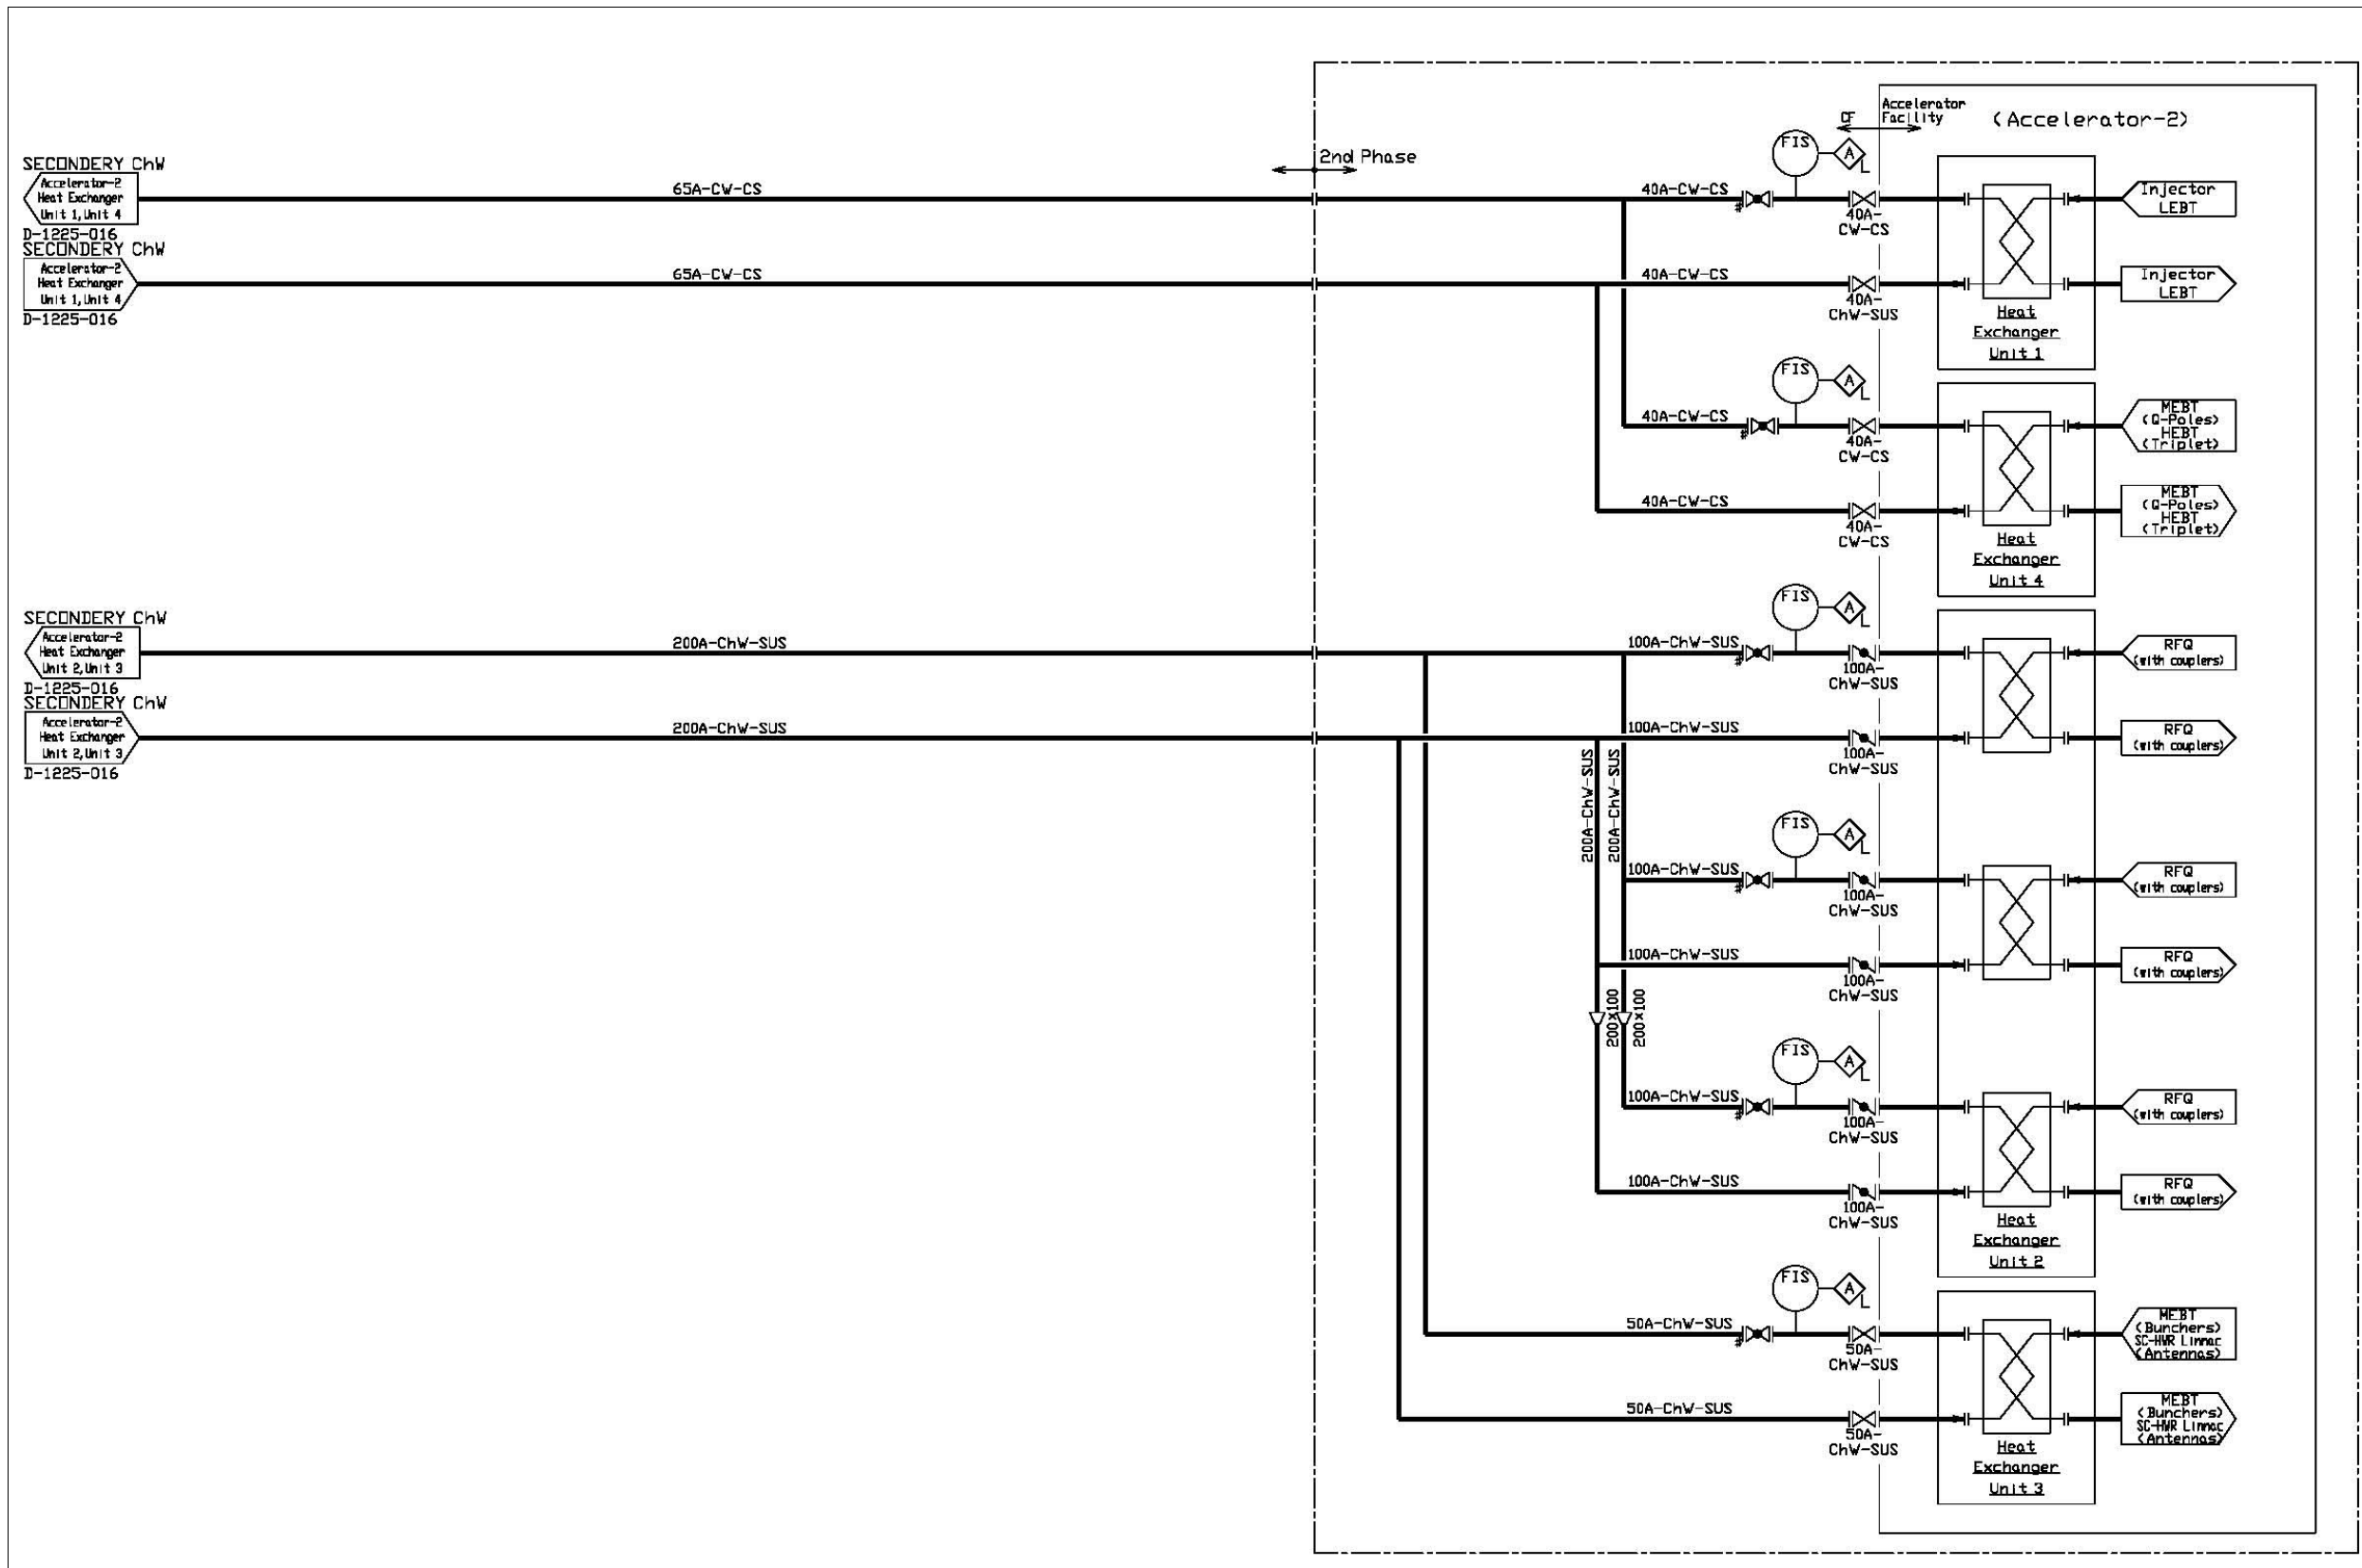 Accelerator
CF Facility
(Accelerator-2)
2nd Phase
FIS A
L
SECONDERY ChW
Accelerator-2
Heat Exchanger
Unit 1,Unit 4
D-1225-016
65A-CW-CS
40A-CW-CS
#
40A-
CW-CS
Injector
LEBT
SECONDERY ChW
Accelerator-2
Heat Exchanger
Unit 1,Unit 4
D-1225-016
65A-CW-CS
40A-CW-CS
40A-
ChW-SUS
Injector
LEBT
Heat
Exchanger
Unit 1
FIS A
L
40A-CW-CS
#
40A-
CW-CS
MEBT
(Q-Poles)
HEBT
(Triplet)
40A-CW-CS
40A-
CW-CS
MEBT
(Q-Poles)
HEBT
(Triplet)
Heat
Exchanger
Unit 4
FIS A
L
SECONDERY ChW
Accelerator-2
Heat Exchanger
Unit 2,Unit 3
D-1225-016
200A-ChW-SUS
100A-ChW-SUS
#
100A-
ChW-SUS
RFQ
(with couplers)
SECONDERY ChW
Accelerator-2
Heat Exchanger
Unit 2,Unit 3
D-1225-016
200A-ChW-SUS
100A-ChW-SUS
100A-
ChW-SUS
RFQ
(with couplers)
200A-ChW-SUS
200A-ChW-SUS
FIS A
L
100A-ChW-SUS
#
100A-
ChW-SUS
RFQ
(with couplers)
100A-ChW-SUS
100A-
ChW-SUS
RFQ
(with couplers)
200×100
200×100
FIS A
L
100A-ChW-SUS
#
100A-
ChW-SUS
RFQ
(with couplers)
100A-ChW-SUS
100A-
ChW-SUS
RFQ
(with couplers)
Heat
Exchanger
Unit 2
FIS A
L
50A-ChW-SUS
#
50A-
ChW-SUS
MEBT
(Bunchers)
SC-HWR Linnac
(Antennas)
50A-ChW-SUS
50A-
ChW-SUS
MEBT
(Bunchers)
SC-HWR Linnac
(Antennas)
Heat
Exchanger
Unit 3